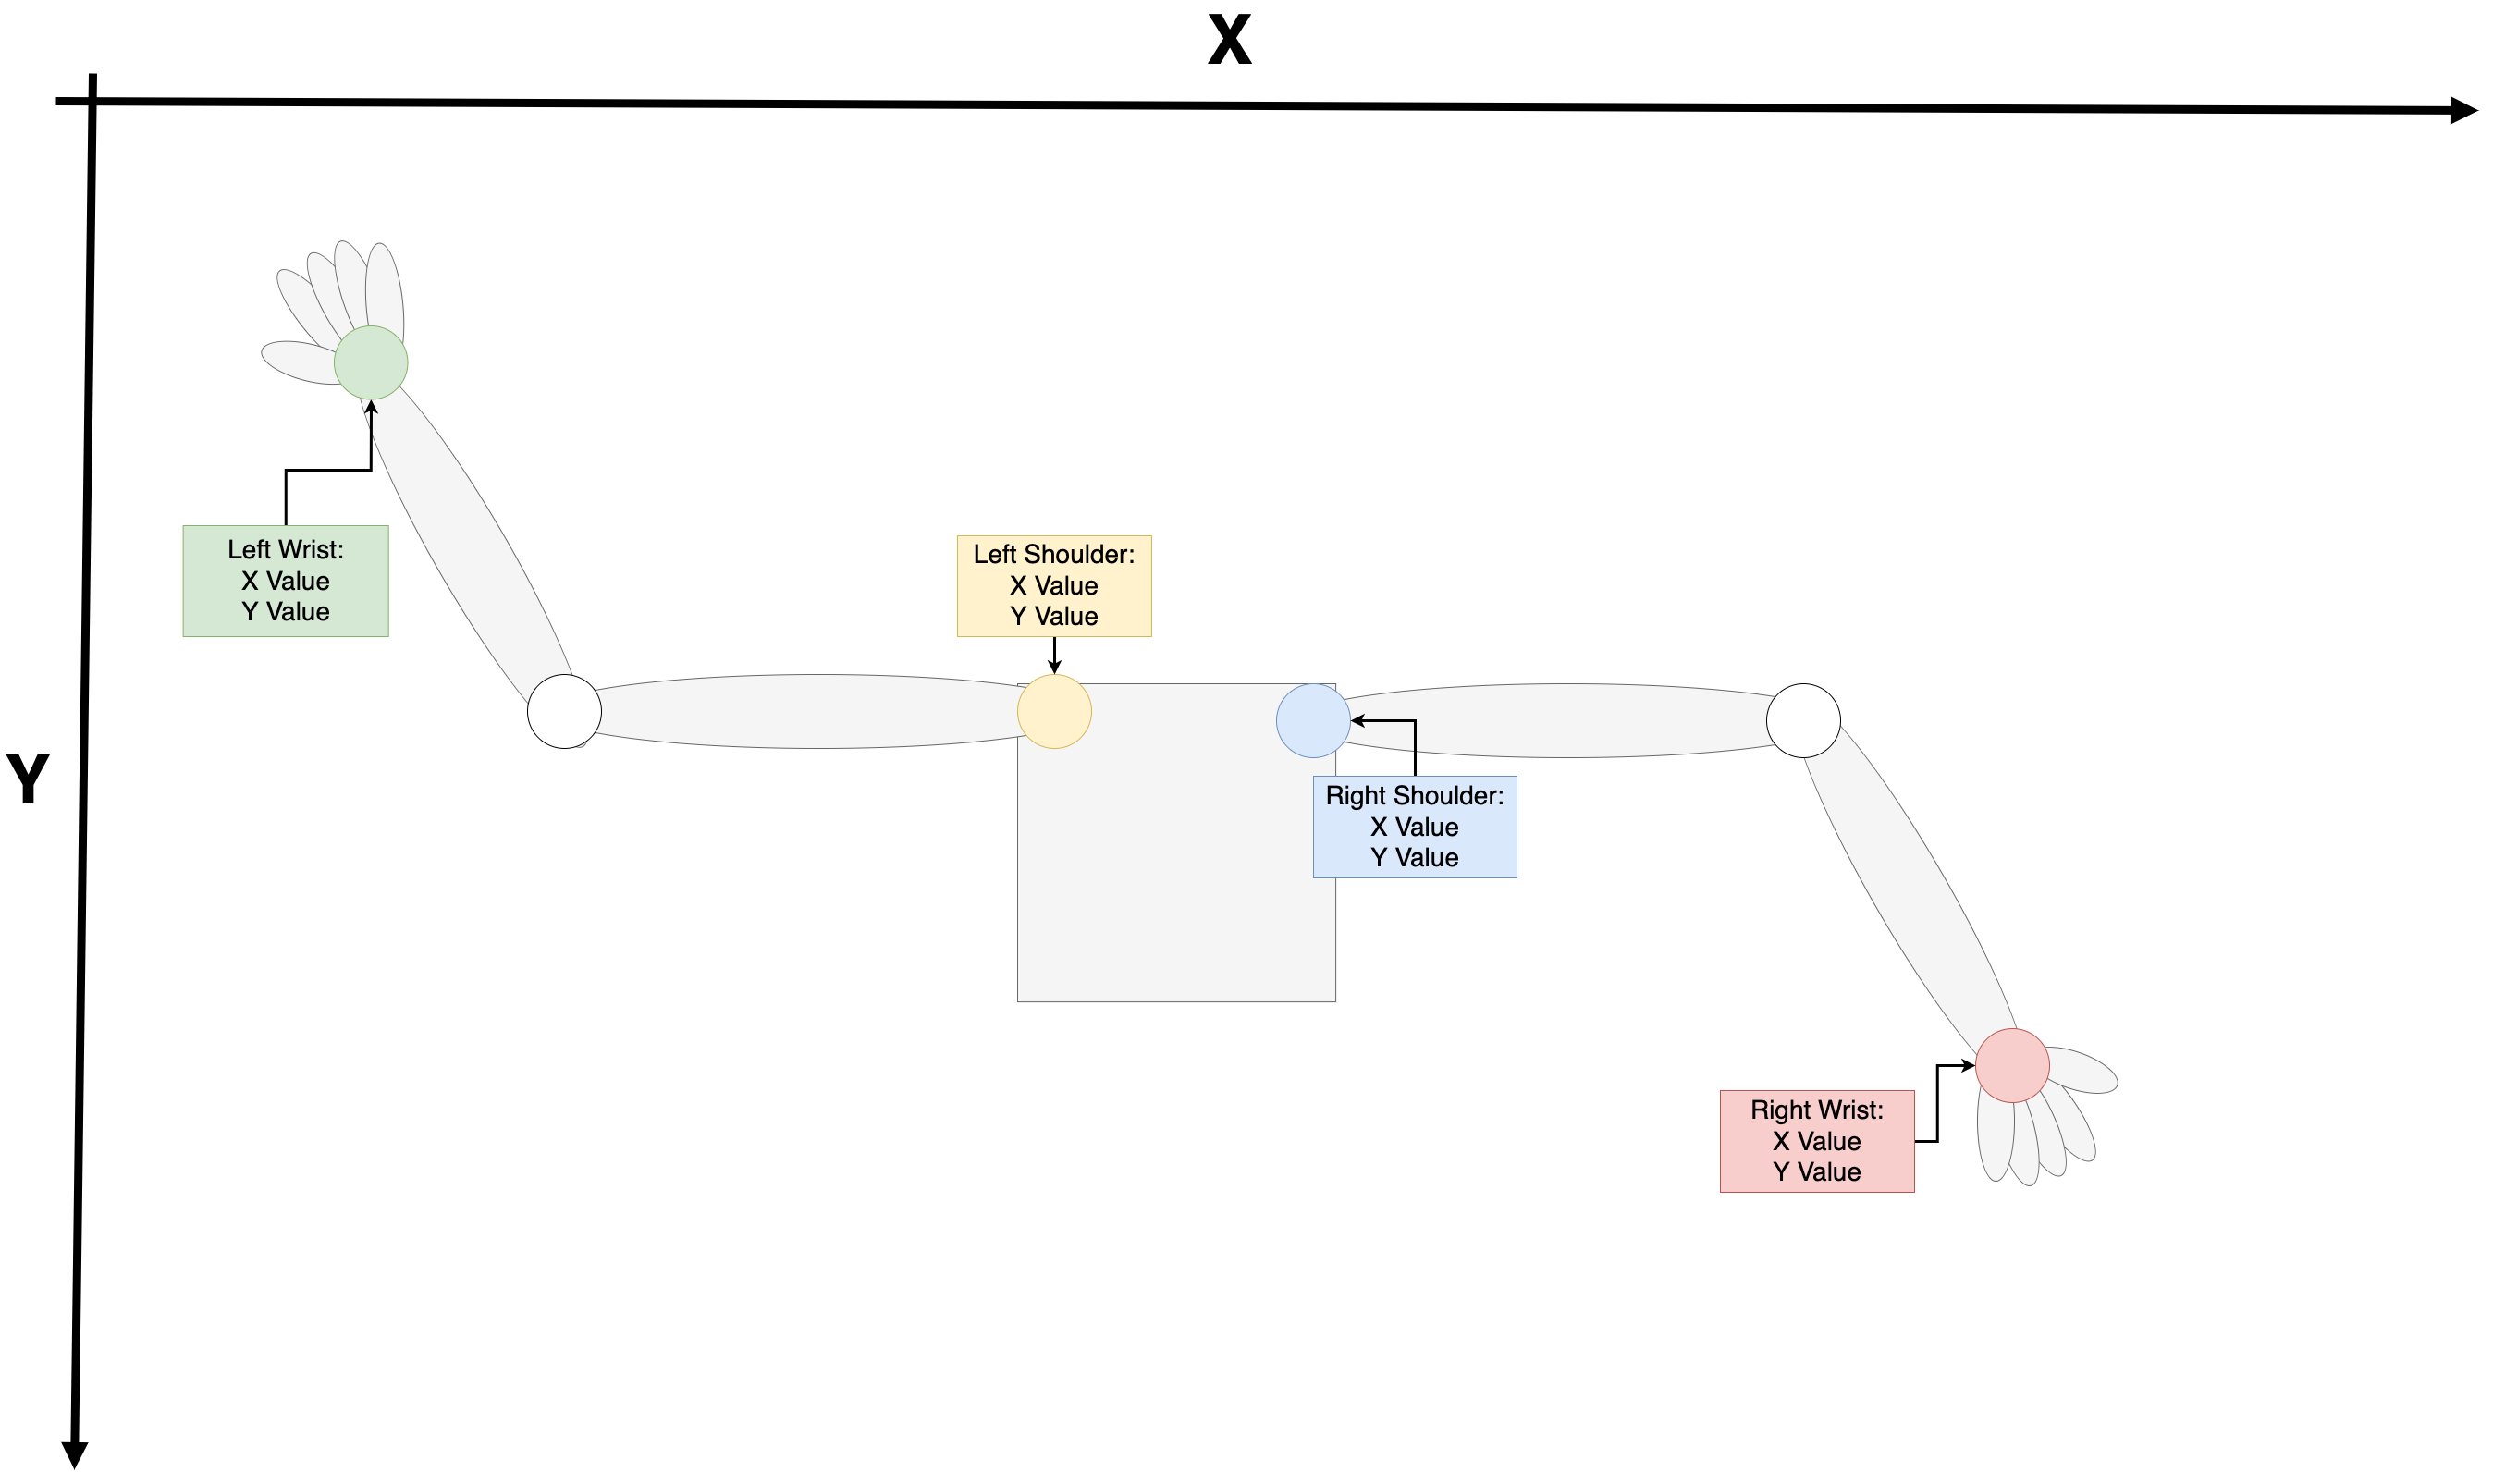 X
Left Wrist:
X Value
Y Value
Left Shoulder:
X Value
Y Value
Y
Right Shoulder:
X Value
Y Value
Right Wrist:
X Value
Y Value